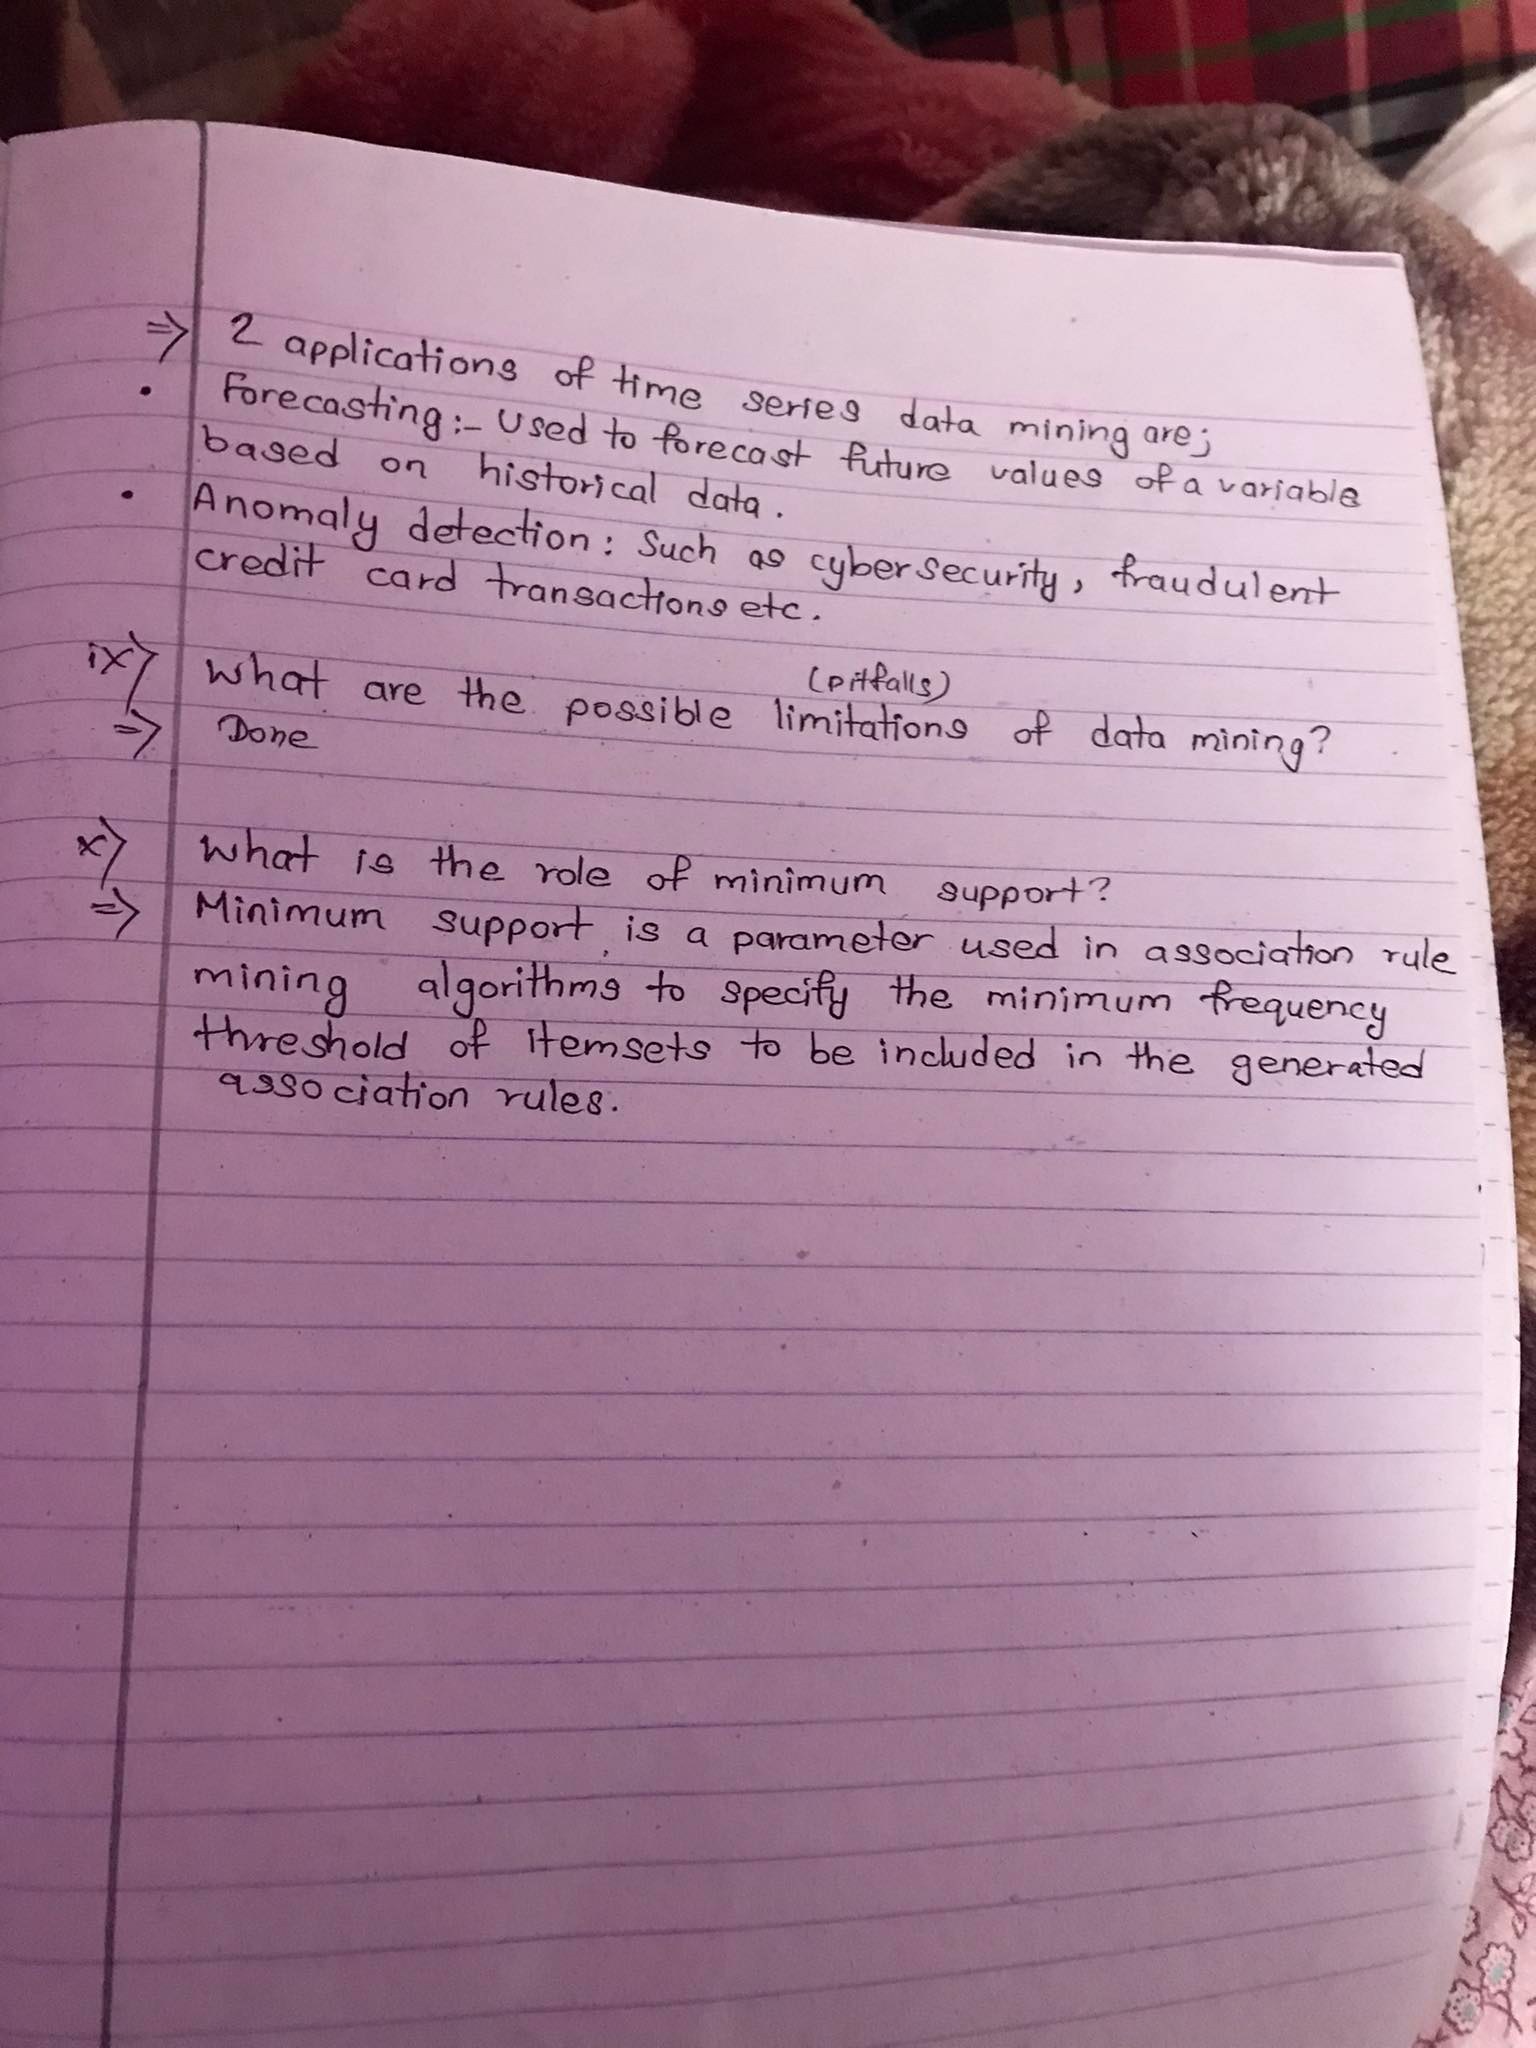 ⇒ 2 applications of time series data mining are;
• Forecasting:- Used to forecast future values of a variable
based on historical data.
• Anomaly detection: Such as cybersecurity, fraudulent
credit card transactions etc.
ix) What are the possible limitations (pitfalls) of data mining?
⇒ Done
x) What is the role of minimum support?
⇒ Minimum support is a parameter used in association rule
mining algorithms to specify the minimum frequency
threshold of itemsets to be included in the generated
association rules.